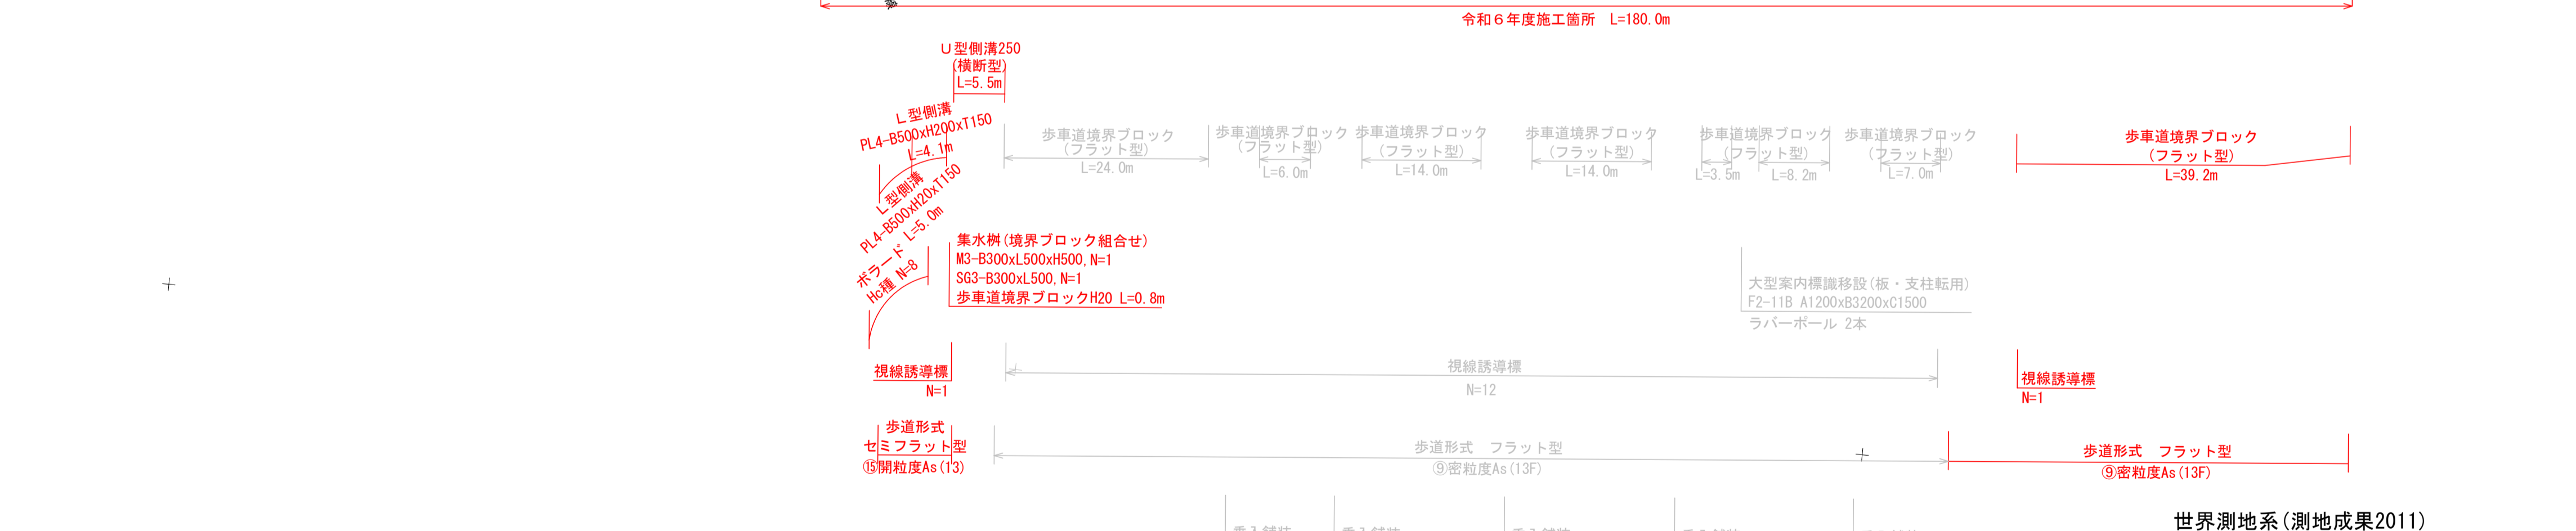 令和６年度施工箇所　L=180.0m
Ｕ型側溝250
(横断型)
L=5.5m
Ｌ型側溝
PL4-B500xH200xT150
L=4.1m
Ｌ型側溝
PL4-B500xH20xT150
L=5.0m
歩車道境界ブロック
(フラット型)
L=24.0m
歩車道境界ブロック
(フラット型)
L=6.0m
歩車道境界ブロック
(フラット型)
L=14.0m
歩車道境界ブロック
(フラット型)
L=14.0m
歩車道境界ブロック
(フラット型)
L=3.5m
L=8.2m
歩車道境界ブロック
(フラット型)
L=7.0m
歩車道境界ブロック
(フラット型)
L=39.2m
ボラード
Hc種 N=8
集水桝(境界ブロック組合せ)
M3-B300xL500xH500,N=1
SG3-B300xL500,N=1
歩車道境界ブロックH20 L=0.8m
大型案内標識移設(板・支柱転用)
F2-11B A1200xB3200xC1500
ラバーポール 2本
視線誘導標
N=1
視線誘導標
N=12
視線誘導標
N=1
歩道形式
セミフラット型
⑮開粒度As(13)
歩道形式　フラット型
⑨密粒度As(13F)
歩道形式　フラット型
⑨密粒度As(13F)
世界測地系(測地成果2011)